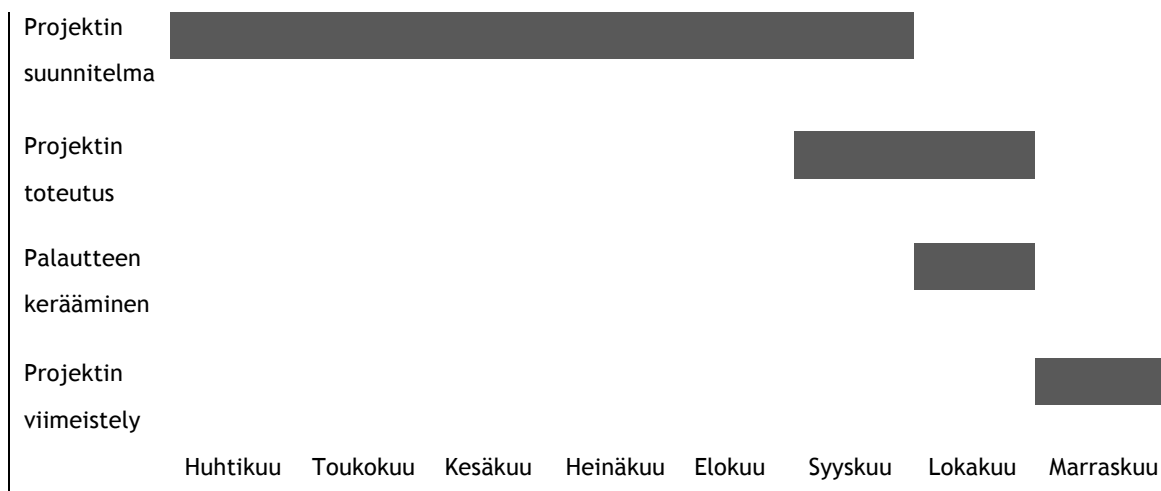 Projektin
suunnitelma
Projektin
toteutus
Palautteen
kerääminen
Projektin
viimeistely
Huhtikuu Toukokuu Kesäkuu Heinäkuu Elokuu Syyskuu Lokakuu Marraskuu